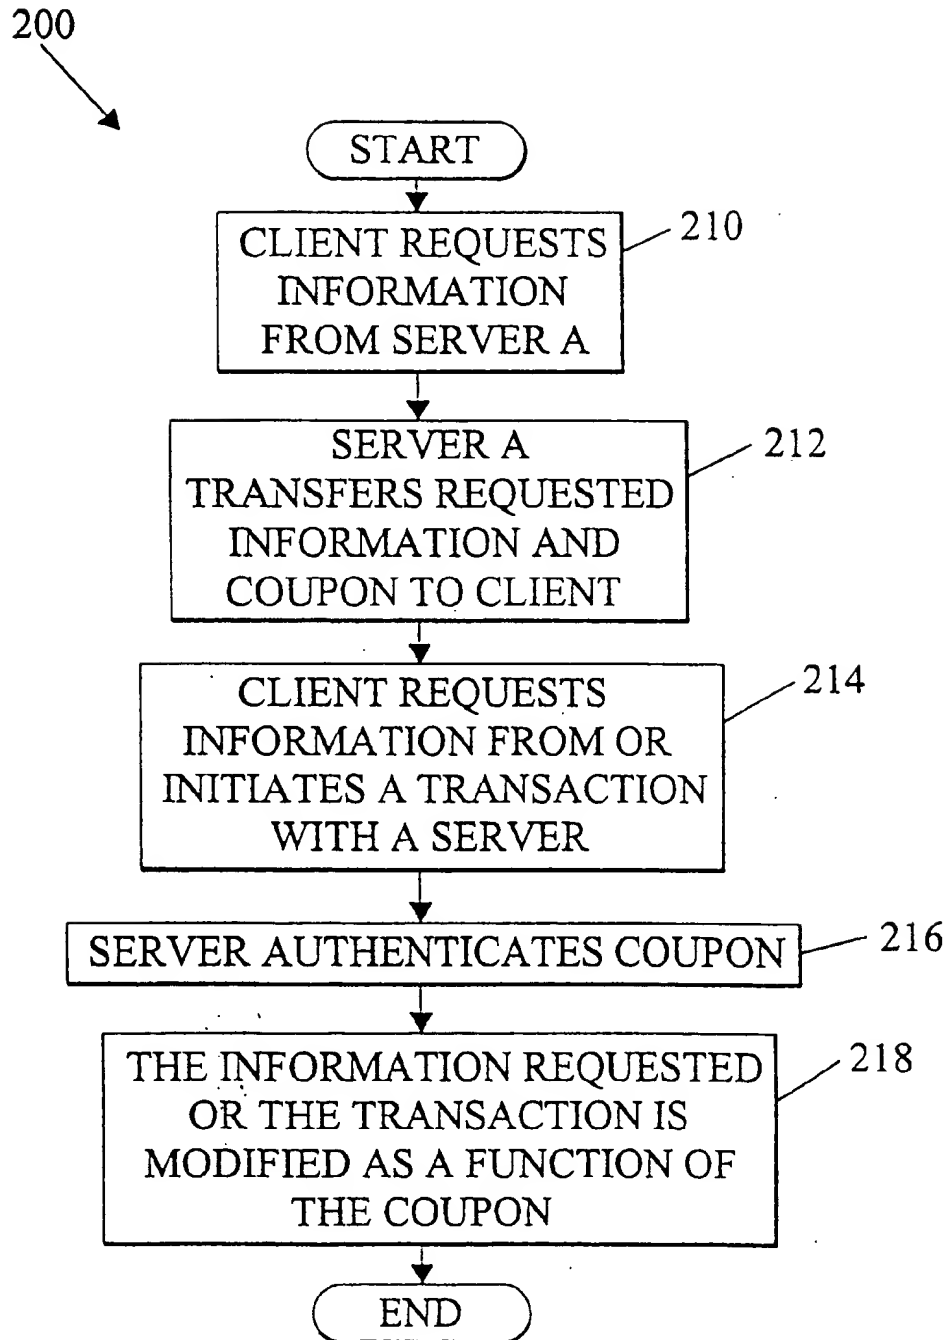 200
START
CLIENT REQUESTS
INFORMATION
FROM SERVER A
210
SERVER A
TRANSFERS REQUESTED
INFORMATION AND
COUPON TO CLIENT
212
CLIENT REQUESTS
INFORMATION FROM OR
INITIATES A TRANSACTION
WITH A SERVER
214
SERVER AUTHENTICATES COUPON
216
THE INFORMATION REQUESTED
OR THE TRANSACTION IS
MODIFIED AS A FUNCTION OF
THE COUPON
218
END